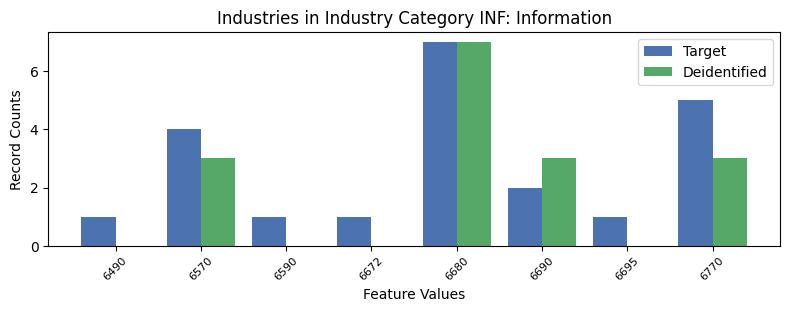 Industries in Industry Category INF: Information
Target
Deidentified
Record Counts
6
4
2
0
6490
6570
6590
6672
6680
6690
6695
6770
Feature Values